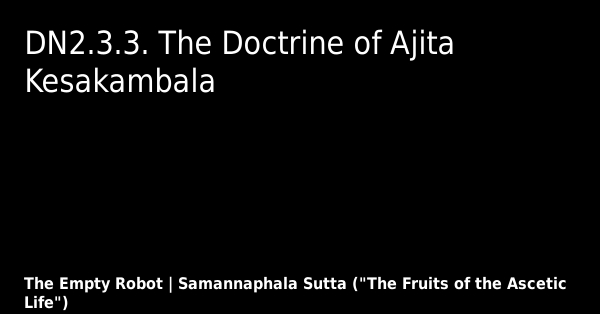 DN2.3.3. The Doctrine of Ajita
Kesakambala
The Empty Robot | Samannaphala Sutta ("The Fruits of the Ascetic
Life")